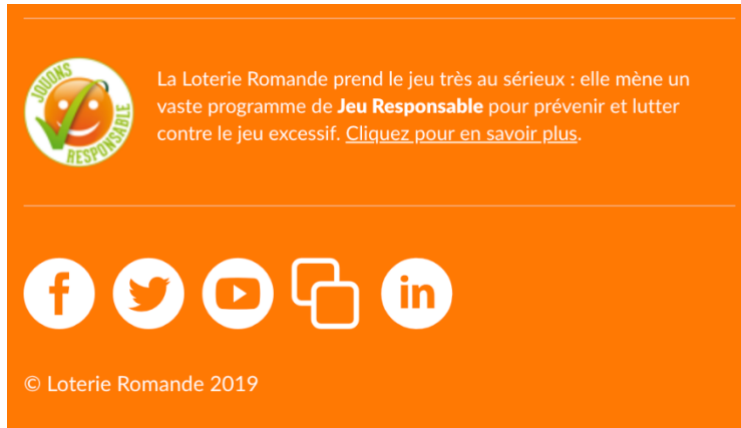 JOUONS
RESPONSABLE
La Loterie Romande prend le jeu très au sérieux : elle mène un
vaste programme de Jeu Responsable pour prévenir et lutter
contre le jeu excessif. Cliquez pour en savoir plus.
f
in
© Loterie Romande 2019